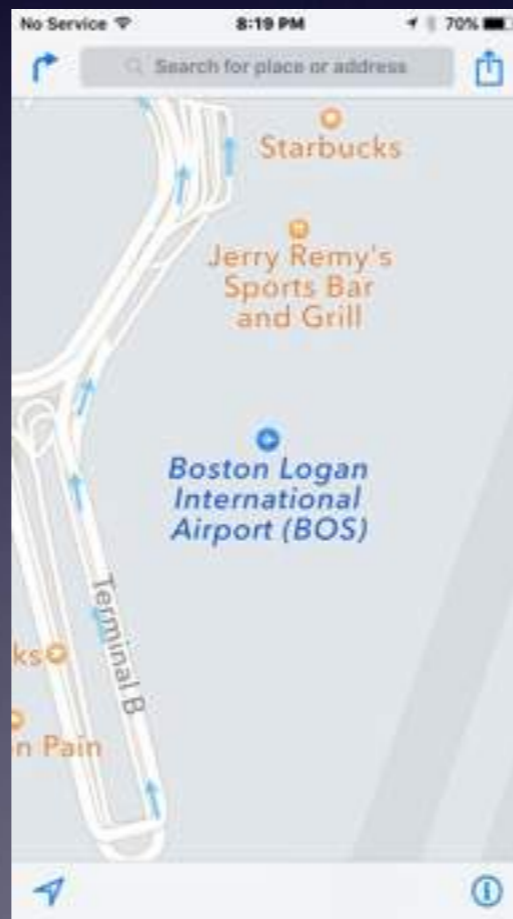 No Service 8:19 PM 70%
Search for place or address
Starbucks
Jerry Remy's
Sports Bar
and Grill
Boston Logan
International
Airport (BOS)
Terminal B
ks
n Pain